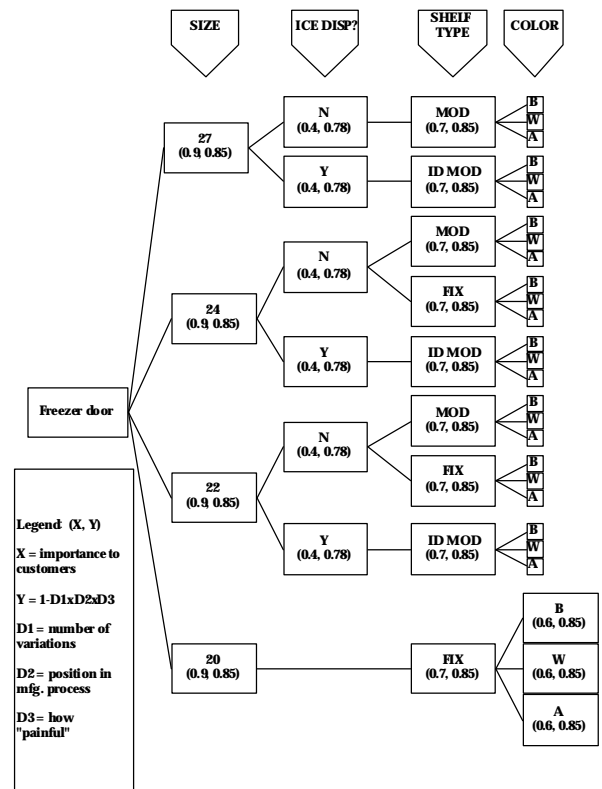 SIZE
ICE DISP?
SHELF
TYPE
COLOR
27
(0.9, 0.85)
N
(0.4, 0.78)
MOD
(0.7, 0.85)
B
W
A
Y
(0.4, 0.78)
ID MOD
(0.7, 0.85)
B
W
A
24
(0.9, 0.85)
N
(0.4, 0.78)
MOD
(0.7, 0.85)
B
W
A
FIX
(0.7, 0.85)
B
W
A
Y
(0.4, 0.78)
ID MOD
(0.7, 0.85)
B
W
A
Freezer door
22
(0.9, 0.85)
N
(0.4, 0.78)
MOD
(0.7, 0.85)
B
W
A
FIX
(0.7, 0.85)
B
W
A
Y
(0.4, 0.78)
ID MOD
(0.7, 0.85)
B
W
A
20
(0.9, 0.85)
FIX
(0.7, 0.85)
B
(0.6, 0.85)
W
(0.6, 0.85)
A
(0.6, 0.85)
Legend: (X, Y)
X = importance to
customers
Y = 1-D1xD2xD3
D1 = number of
variations
D2 = position in
mfg. process
D3 = how
"painful"